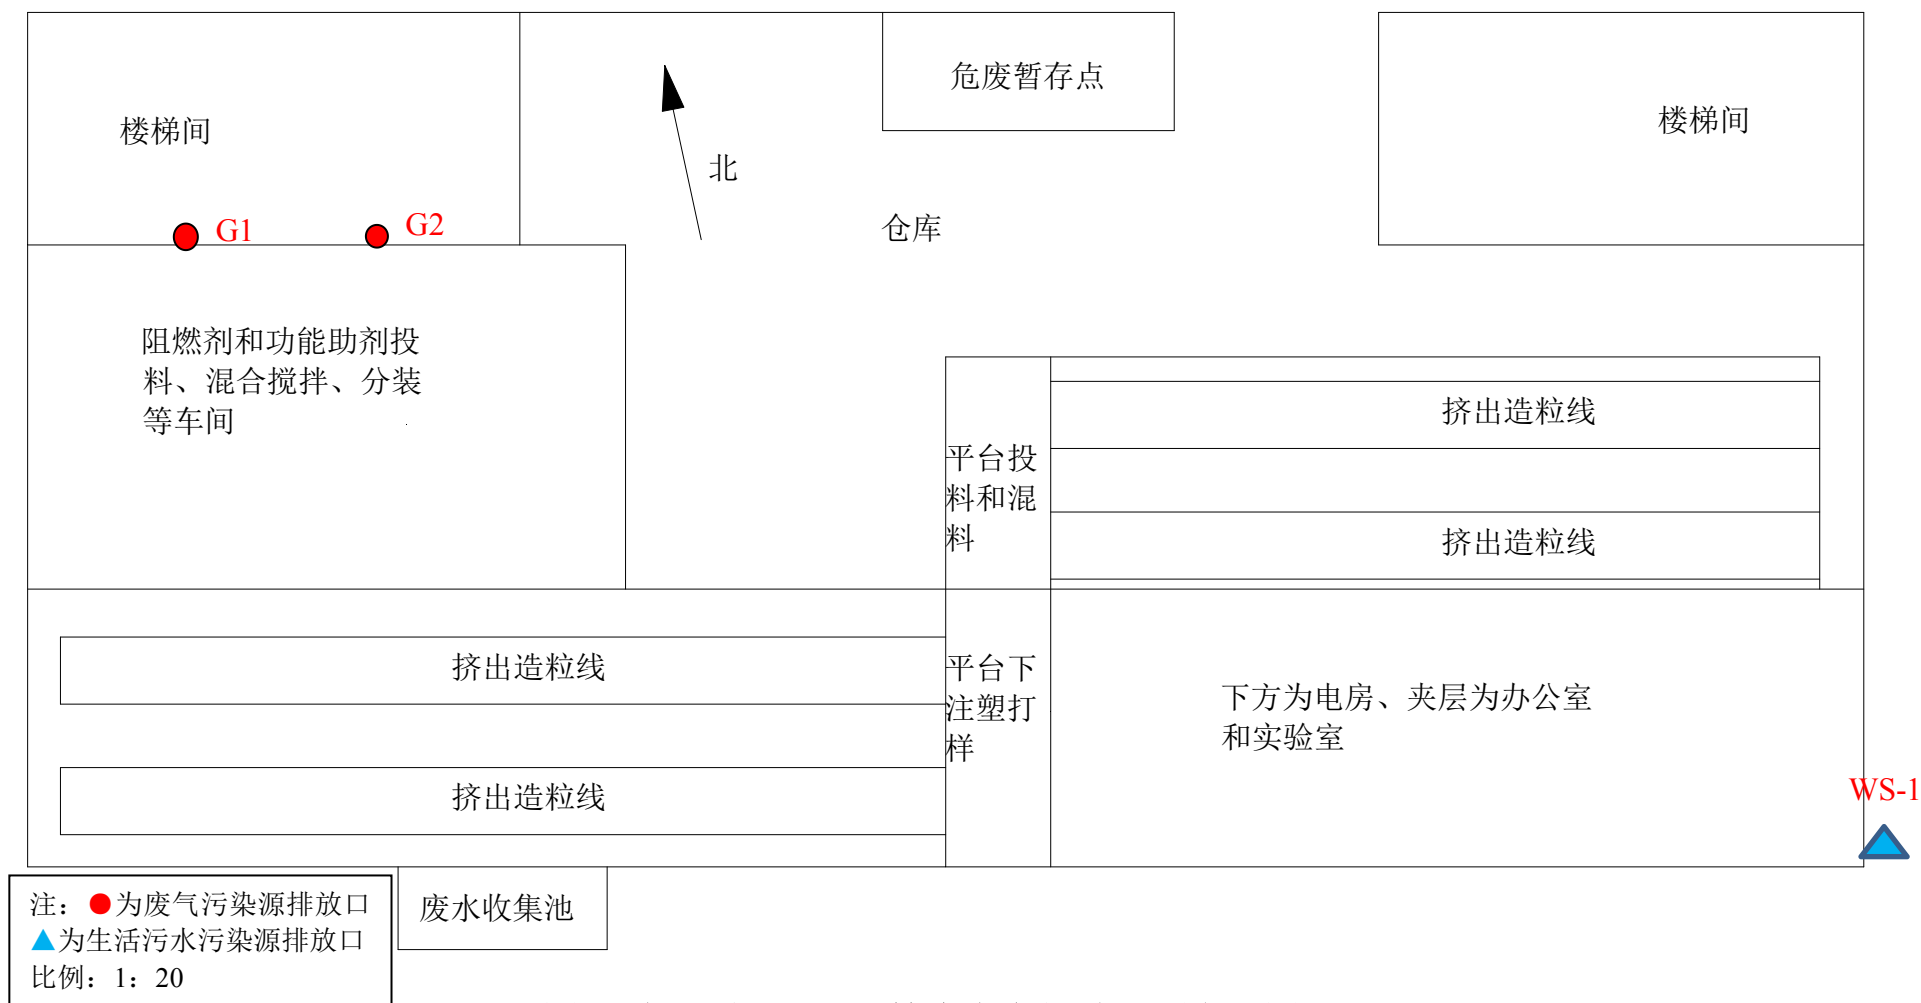 危废暂存点
楼梯间
楼梯间
北
G1
G2
仓库
阻燃剂和功能助剂投
料、混合搅拌、分装
等车间
挤出造粒线
平台投
料和混
料
挤出造粒线
挤出造粒线
平台下
注塑打
样
下方为电房、夹层为办公室
和实验室
挤出造粒线
WS-1
废水收集池
注：●为废气污染源排放口
▲为生活污水污染源排放口
比例：1：20